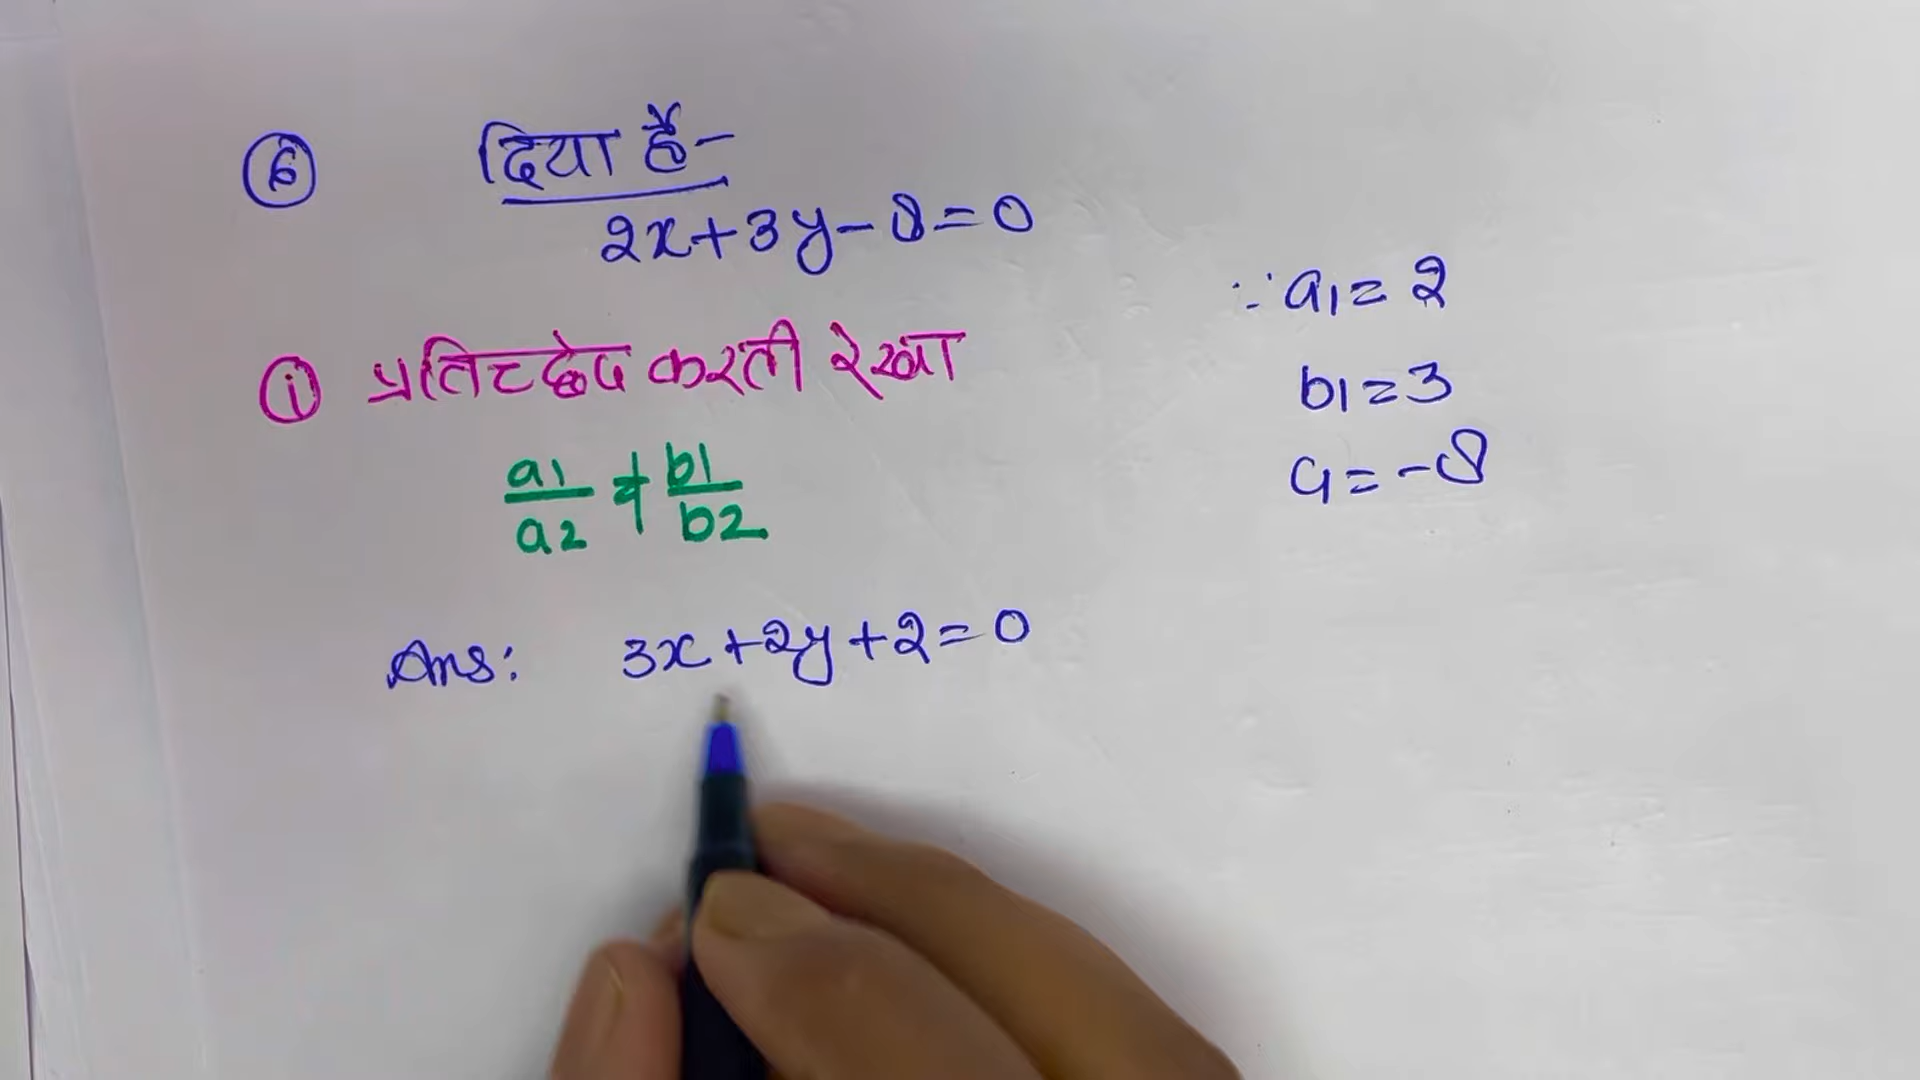 ⑥ दिया है-
2x+3y-8=0
ⓘ प्रतिच्छेद करती रेखा
a1/a2 ≠ b1/b2
Ans: 3x+2y+2=0
∵ a1=2
b1=3
c1=-8